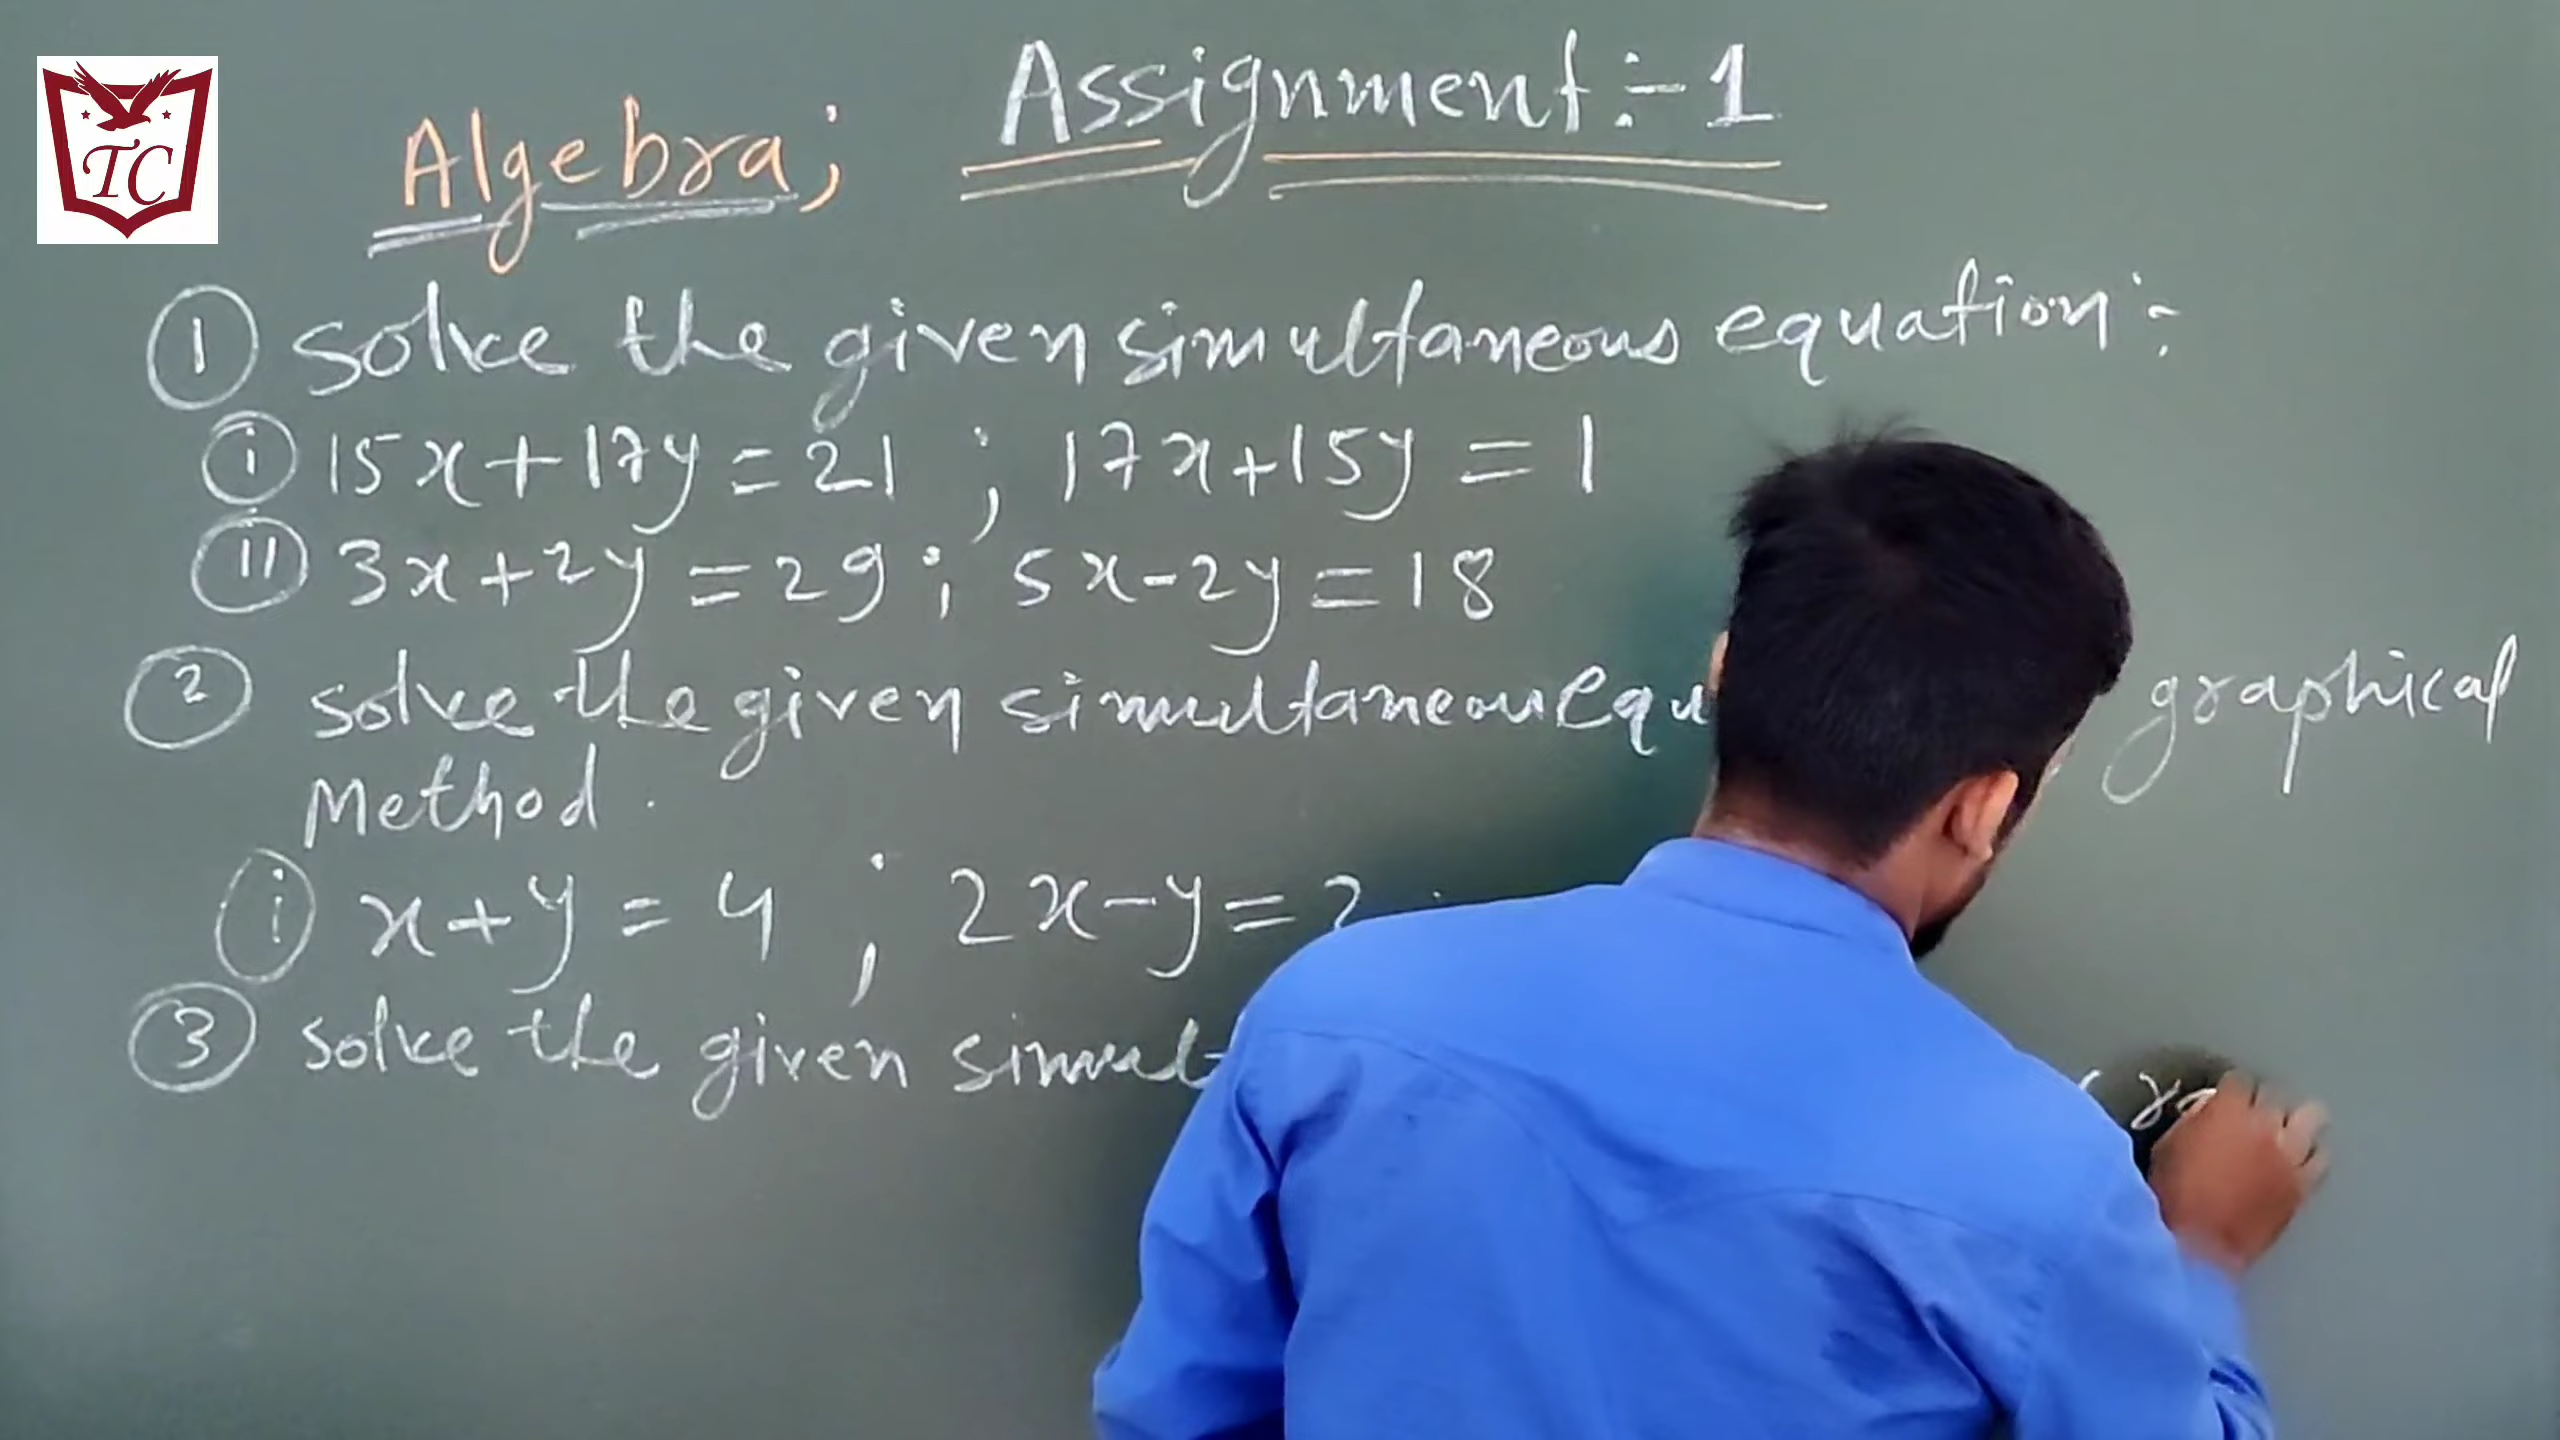 TC
Assignment :- 1
Algebra;
① solve the given simultaneous equation :-
ⓘ 15x+17y=21 ; 17x+15y=1
ⓘⓘ 3x+2y=29 ; 5x-2y=18
② solve the given simultaneous graphical
Method.
ⓘ x+y=4 ; 2x-y=2
③ solve the given